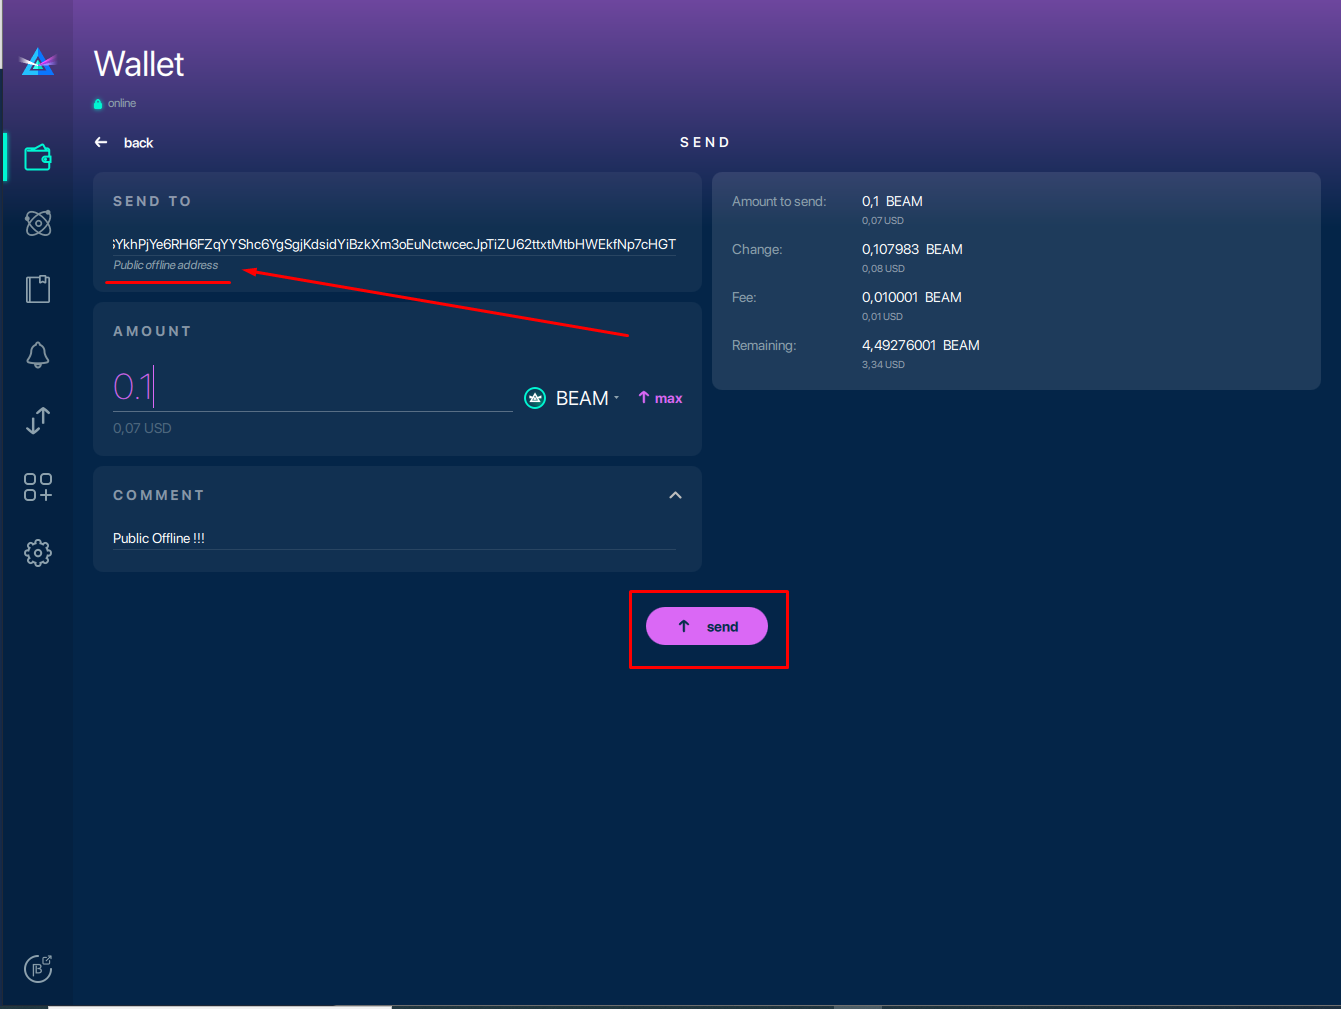 Wallet
online
back
SEND
SEND TO
YkhPjYe6RH6FZqYYShc6YgSgjKdsidYiBzkXm3oEuNctwcecJpTiZU62ttxtMtbHWEkfNp7cHGT
Public offline address
AMOUNT
0.1
BEAM
max
0,07 USD
COMMENT
Public Offline !!!
Amount to send: 0,1 BEAM
0,07 USD
Change: 0,107983 BEAM
0,08 USD
Fee: 0,010001 BEAM
0,01 USD
Remaining: 4,49276001 BEAM
3,34 USD
send